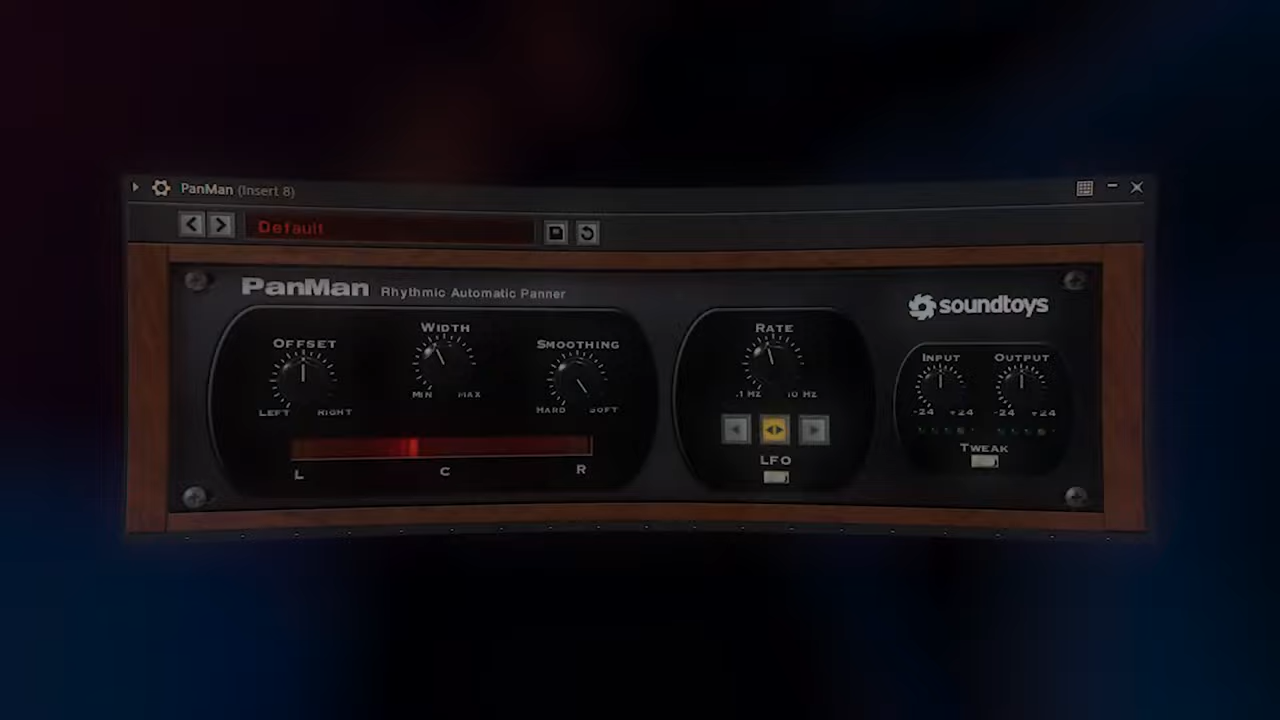 PanMan (Insert 8)
Default
PanMan Rhythmic Automatic Panner
soundtoys
OFFSET
LEFT RIGHT
WIDTH
MIN MAX
SMOOTHING
HARD SOFT
L C R
RATE
.1 HZ 10 HZ
LFO
INPUT OUTPUT
-24 +24 -24 +24
TWEAK